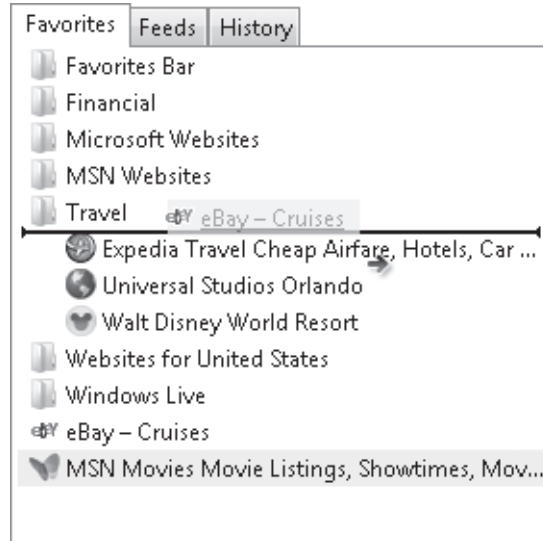 Favorites Feeds History
Favorites Bar
Financial
Microsoft Websites
MSN Websites
Travel ebY eBay – Cruises
Expedia Travel Cheap Airfare, Hotels, Car ...
Universal Studios Orlando
Walt Disney World Resort
Websites for United States
Windows Live
ebY eBay – Cruises
MSN Movies Movie Listings, Showtimes, Mov...